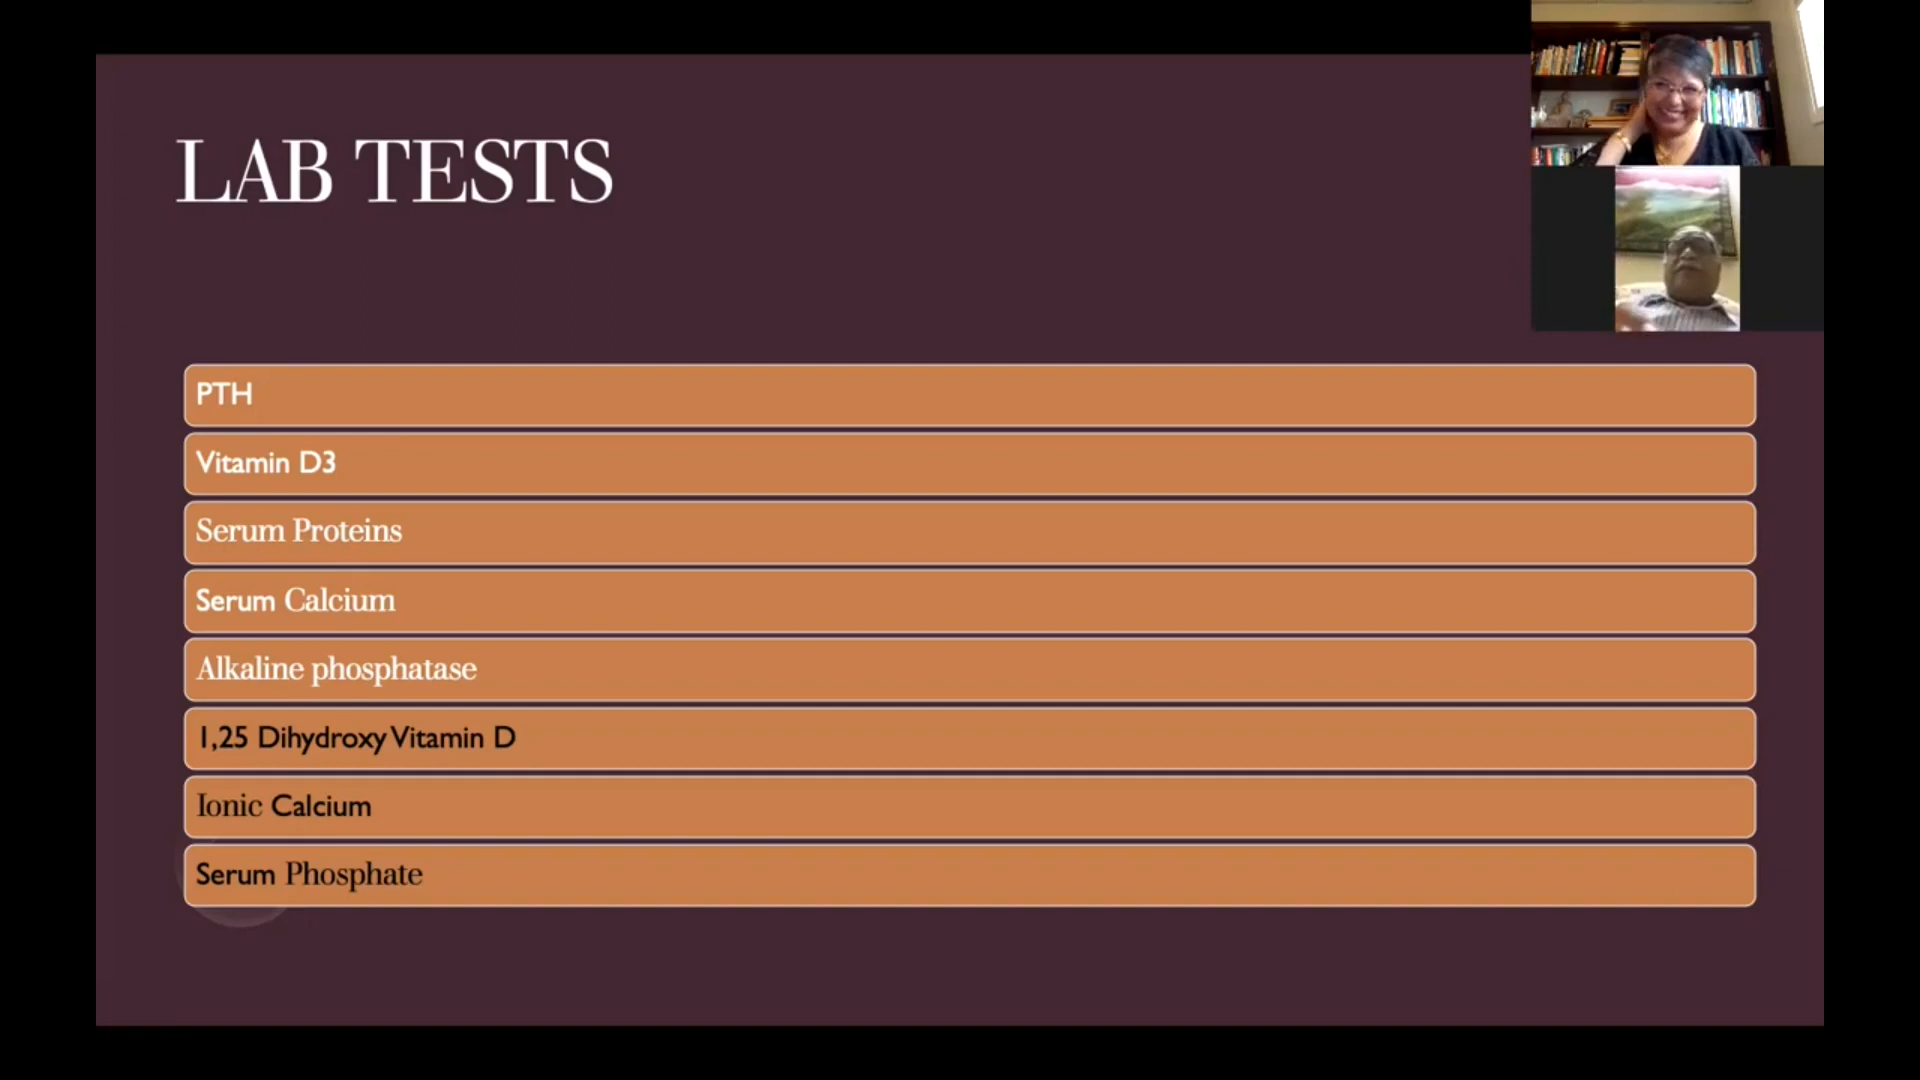 LAB TESTS
PTH
Vitamin D3
Serum Proteins
Serum Calcium
Alkaline phosphatase
1,25 Dihydroxy Vitamin D
Ionic Calcium
Serum Phosphate